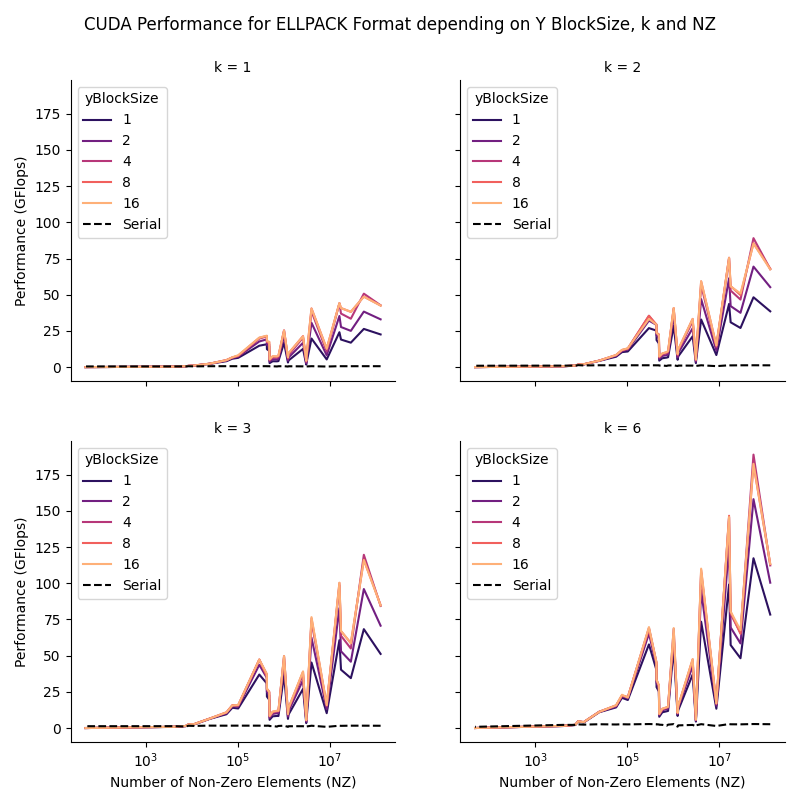 CUDA Performance for ELLPACK Format depending on Y BlockSize, k and NZ
k = 1
175
150
125
100
75
50
25
0
Performance (GFlops)
10³
10⁵
10⁷
yBlockSize
1
2
4
8
16
Serial
k = 2
yBlockSize
1
2
4
8
16
Serial
k = 3
175
150
125
100
75
50
25
0
Performance (GFlops)
yBlockSize
1
2
4
8
16
Serial
10³
10⁵
10⁷
Number of Non-Zero Elements (NZ)
k = 6
yBlockSize
1
2
4
8
16
Serial
10³
10⁵
10⁷
Number of Non-Zero Elements (NZ)